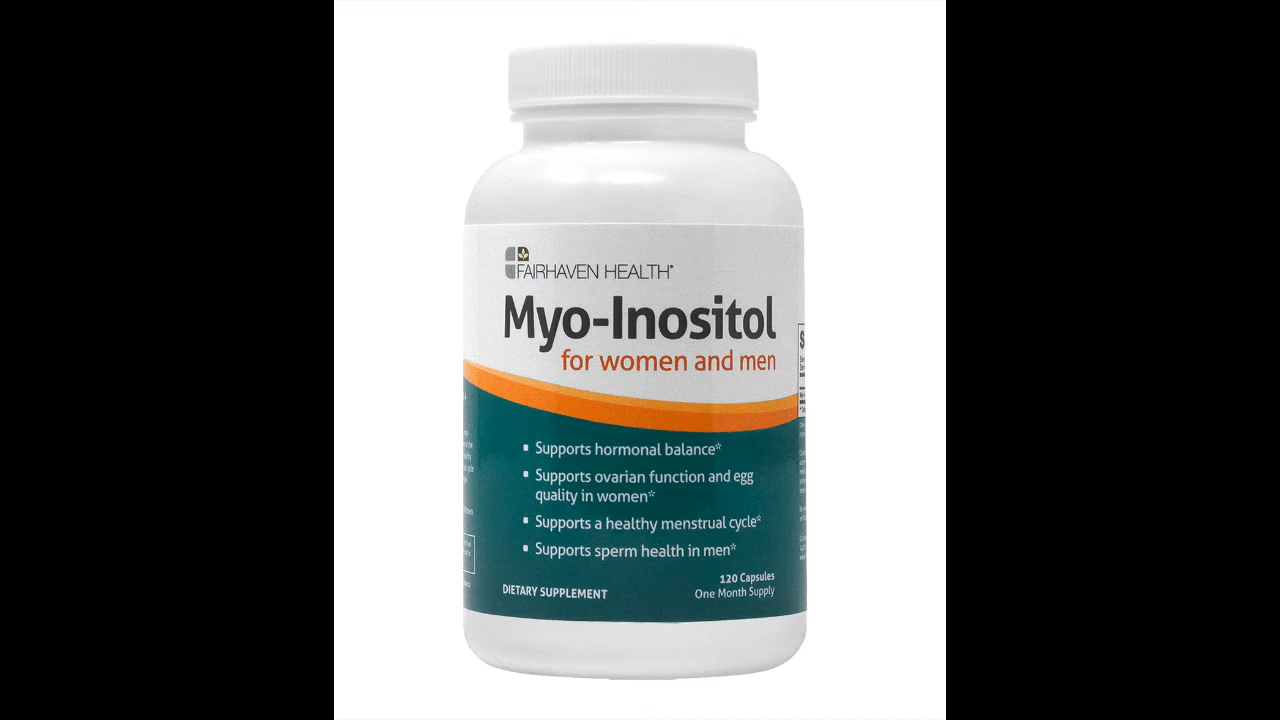 FAIRHAVEN HEALTH
Myo-Inositol
for women and men
▪ Supports hormonal balance☆
▪ Supports ovarian function and egg
quality in women☆
▪ Supports a healthy menstrual cycle☆
▪ Supports sperm health in men☆
120 Capsules
DIETARY SUPPLEMENT
One Month Supply